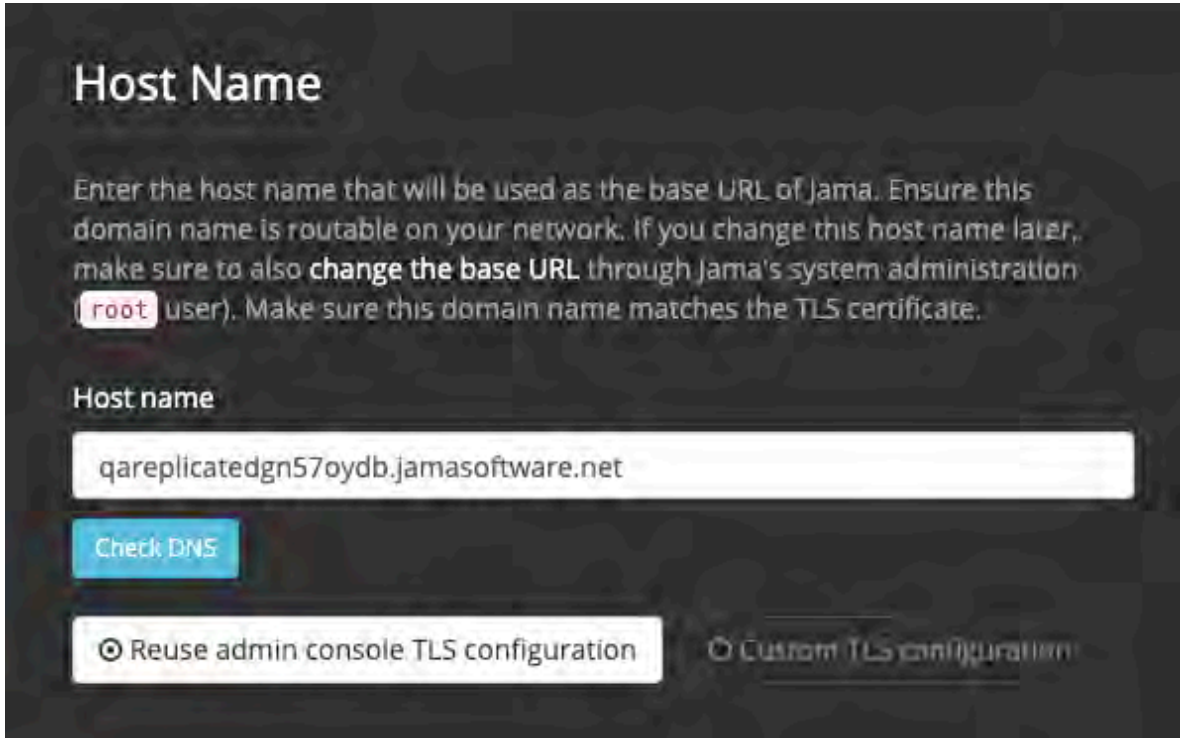 Host Name
Enter the host name that will be used as the base URL of Jama. Ensure this
domain name is routable on your network. If you change this host name later,
make sure to also change the base URL through Jama's system administration
(root user). Make sure this domain name matches the TLS certificate.
Host name
qareplicatedgn57oydb.jamasoftware.net
Check DNS
Reuse admin console TLS configuration Custom TLS configuration